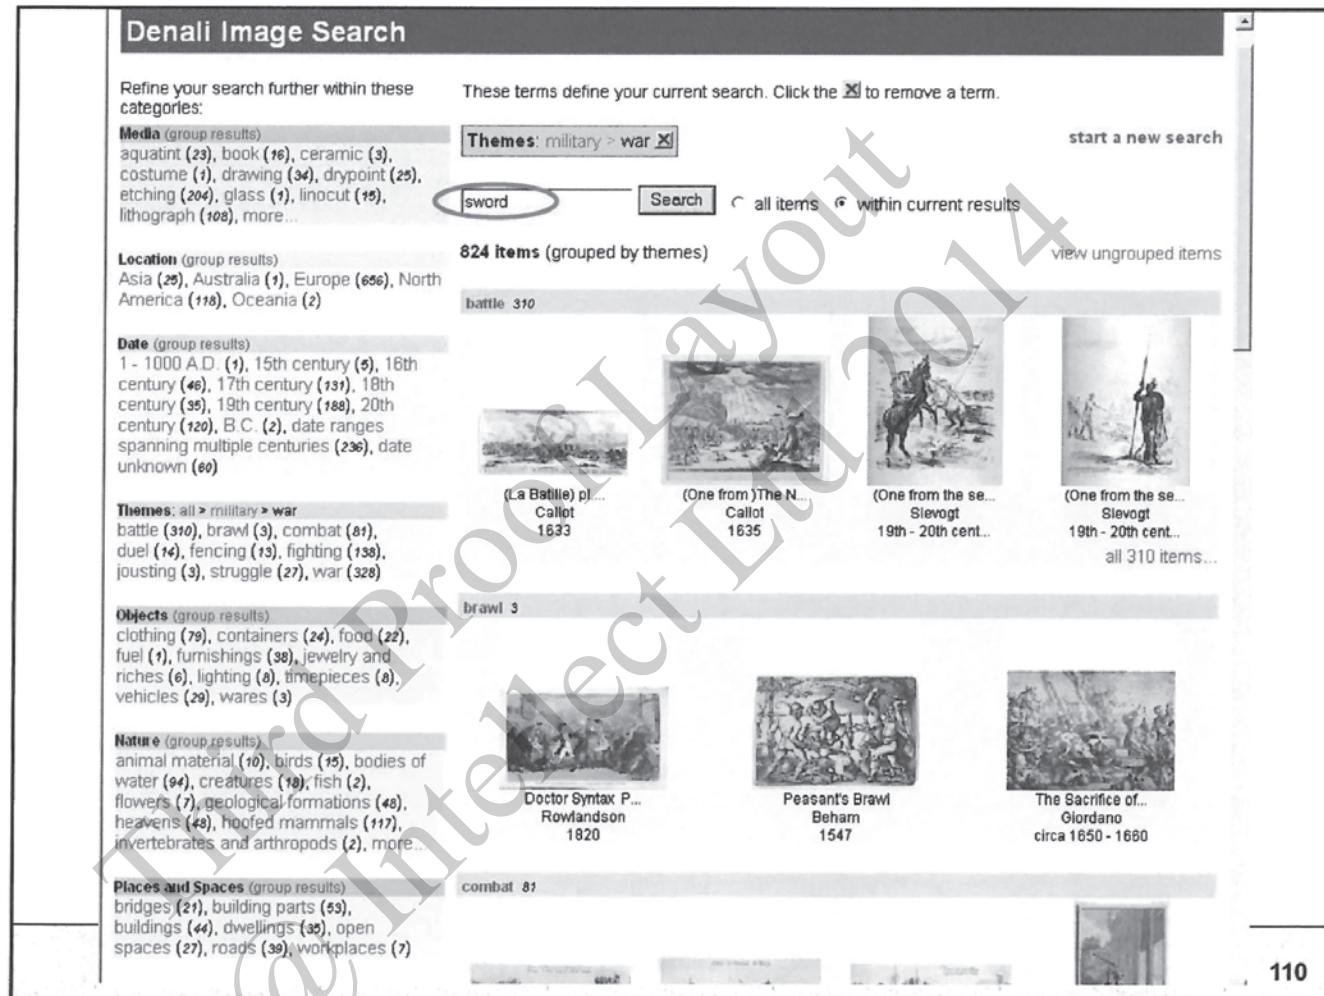 Denali Image Search
Refine your search further within these
categories:
Media (group results)
aquatint (23), book (16), ceramic (3),
costume (1), drawing (34), drypoint (25),
etching (204), glass (1), linocut (15),
lithograph (108), more...
Location (group results)
Asia (25), Australia (1), Europe (656), North
America (118), Oceania (2)
Date (group results)
1 - 1000 A.D. (1), 15th century (5), 16th
century (46), 17th century (131), 18th
century (35), 19th century (188), 20th
century (120), B.C. (2), date ranges
spanning multiple centuries (236), date
unknown (60)
Themes: all > military > war
battle (310), brawl (3), combat (81),
duel (14), fencing (13), fighting (138),
jousting (3), struggle (27), war (328)
Objects (group results)
clothing (79), containers (24), food (22),
fuel (1), furnishings (38), jewelry and
riches (6), lighting (8), timepieces (8),
vehicles (29), wares (3)
Nature (group results)
animal material (10), birds (15), bodies of
water (94), creatures (18), fish (2),
flowers (7), geological formations (48),
heavens (48), hoofed mammals (117),
invertebrates and arthropods (2), more...
Places and Spaces (group results)
bridges (21), building parts (53),
buildings (44), dwellings (35), open
spaces (27), roads (39), workplaces (7)
These terms define your current search. Click the X to remove a term.
Themes: military > war X
start a new search
sword
Search
all items
within current results
824 items (grouped by themes)
view ungrouped items
battle 310
(La Batille) pl....
Callot
1633
(One from )The N...
Callot
1635
(One from the se...
Slevogt
19th - 20th cent...
(One from the se...
Slevogt
19th - 20th cent...
all 310 items...
brawl 3
Doctor Syntax P...
Rowlandson
1820
Peasant's Brawl
Beham
1547
The Sacrifice of...
Giordano
circa 1650 - 1660
combat 81
110
Third Proof Layout
@ Intellect Ltd 2014